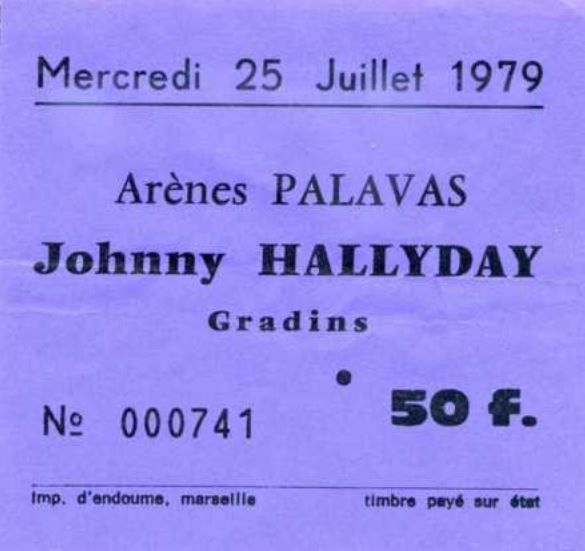 Mercredi 25 Juillet 1979
Arènes PALAVAS
Johnny HALLYDAY
Gradins
50 f.
Nº 000741
Imp. d'endoume, marseille timbre payé sur état